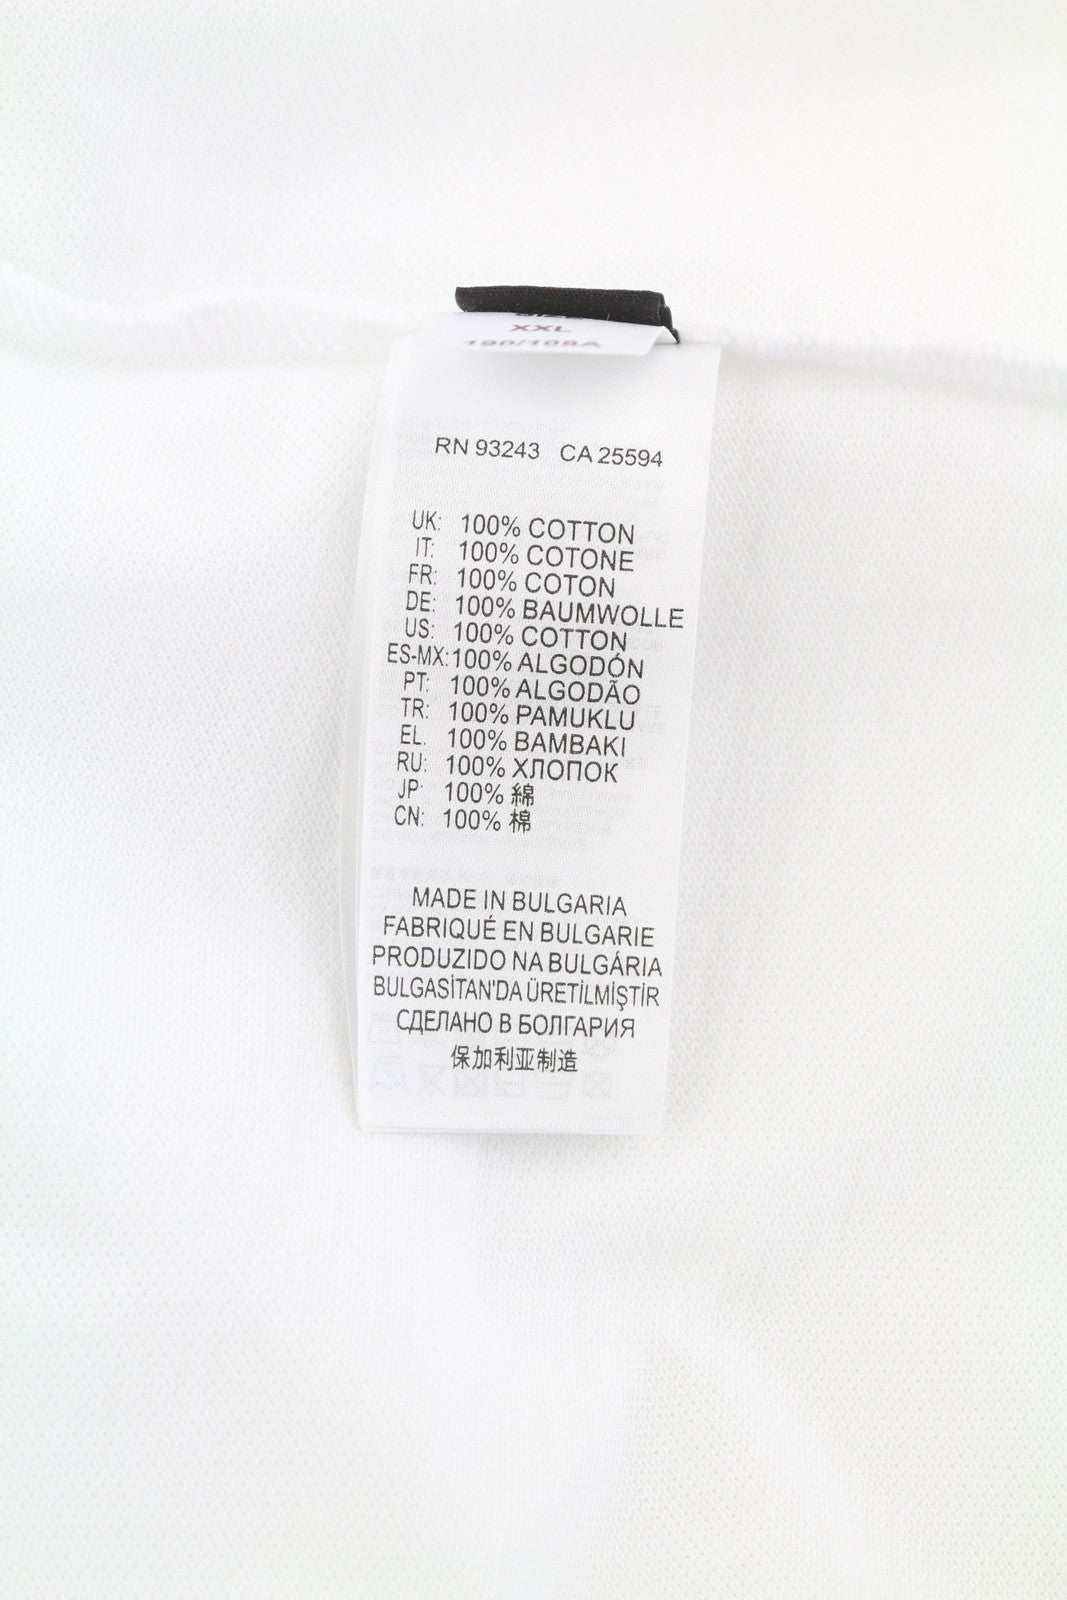 XXL
190/108A
RN 93243 CA 25594
UK: 100% COTTON
IT: 100% COTONE
FR: 100% COTON
DE: 100% BAUMWOLLE
US: 100% COTTON
ES-MX: 100% ALGODÓN
PT: 100% ALGODÃO
TR: 100% PAMUKLU
EL. 100% BAMBAKI
RU: 100% ХЛОПОК
JP: 100% 綿
CN: 100% 棉
MADE IN BULGARIA
FABRIQUÉ EN BULGARIE
PRODUZIDO NA BULGÁRIA
BULGASİTAN'DA ÜRETİLMİŞTİR
СДЕЛАНО В БОЛГАРИЯ
保加利亚制造